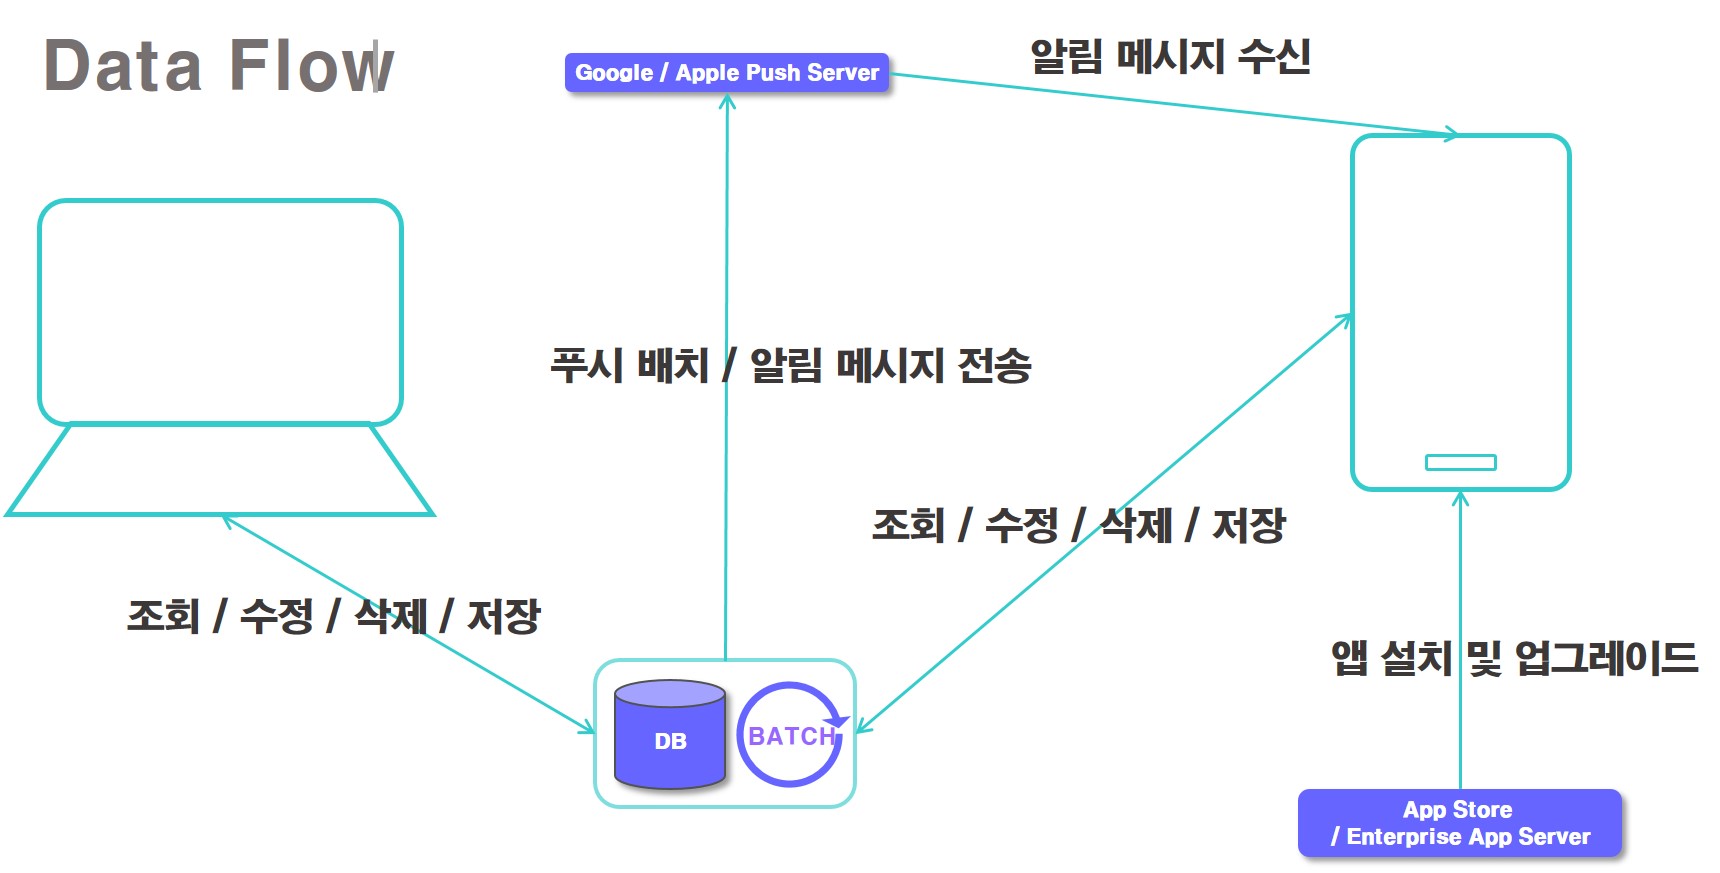 Data Flow
Google / Apple Push Server
알림 메시지 수신
푸시 배치 / 알림 메시지 전송
조회 / 수정 / 삭제 / 저장
조회 / 수정 / 삭제 / 저장
앱 설치 및 업그레이드
DB
BATCH
App Store
/ Enterprise App Server